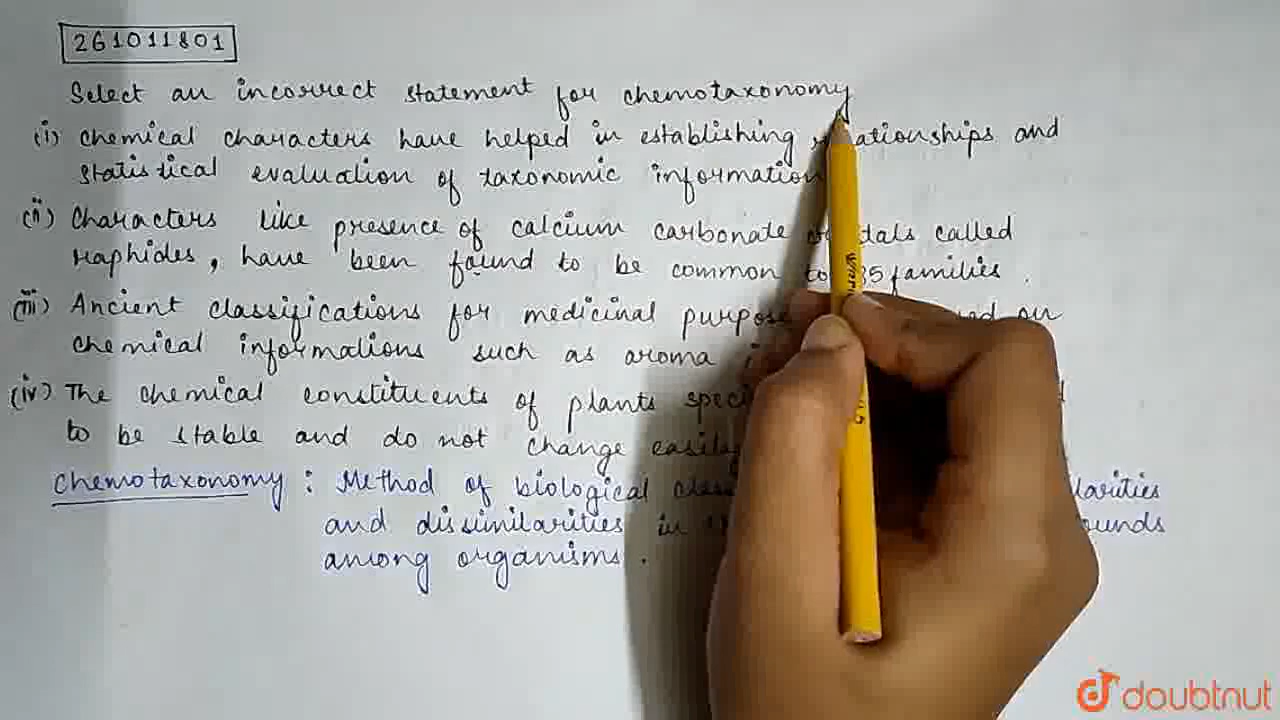 261011801
Select an incorrect statement for chemotaxonomy
(i) Chemical characters have helped in establishing relationships and
statistical evaluation of taxonomic information
(ii) Characters like presence of calcium carbonate crystals called
raphides, have been found to be common to 35 families.
(iii) Ancient classifications for medicinal purpose on
chemical informations such as aroma
(iv) The chemical constituents of plants
to be stable and do not change easily
Chemotaxonomy : Method of biological
and dissimilarities in
among organisms.
doubtnut